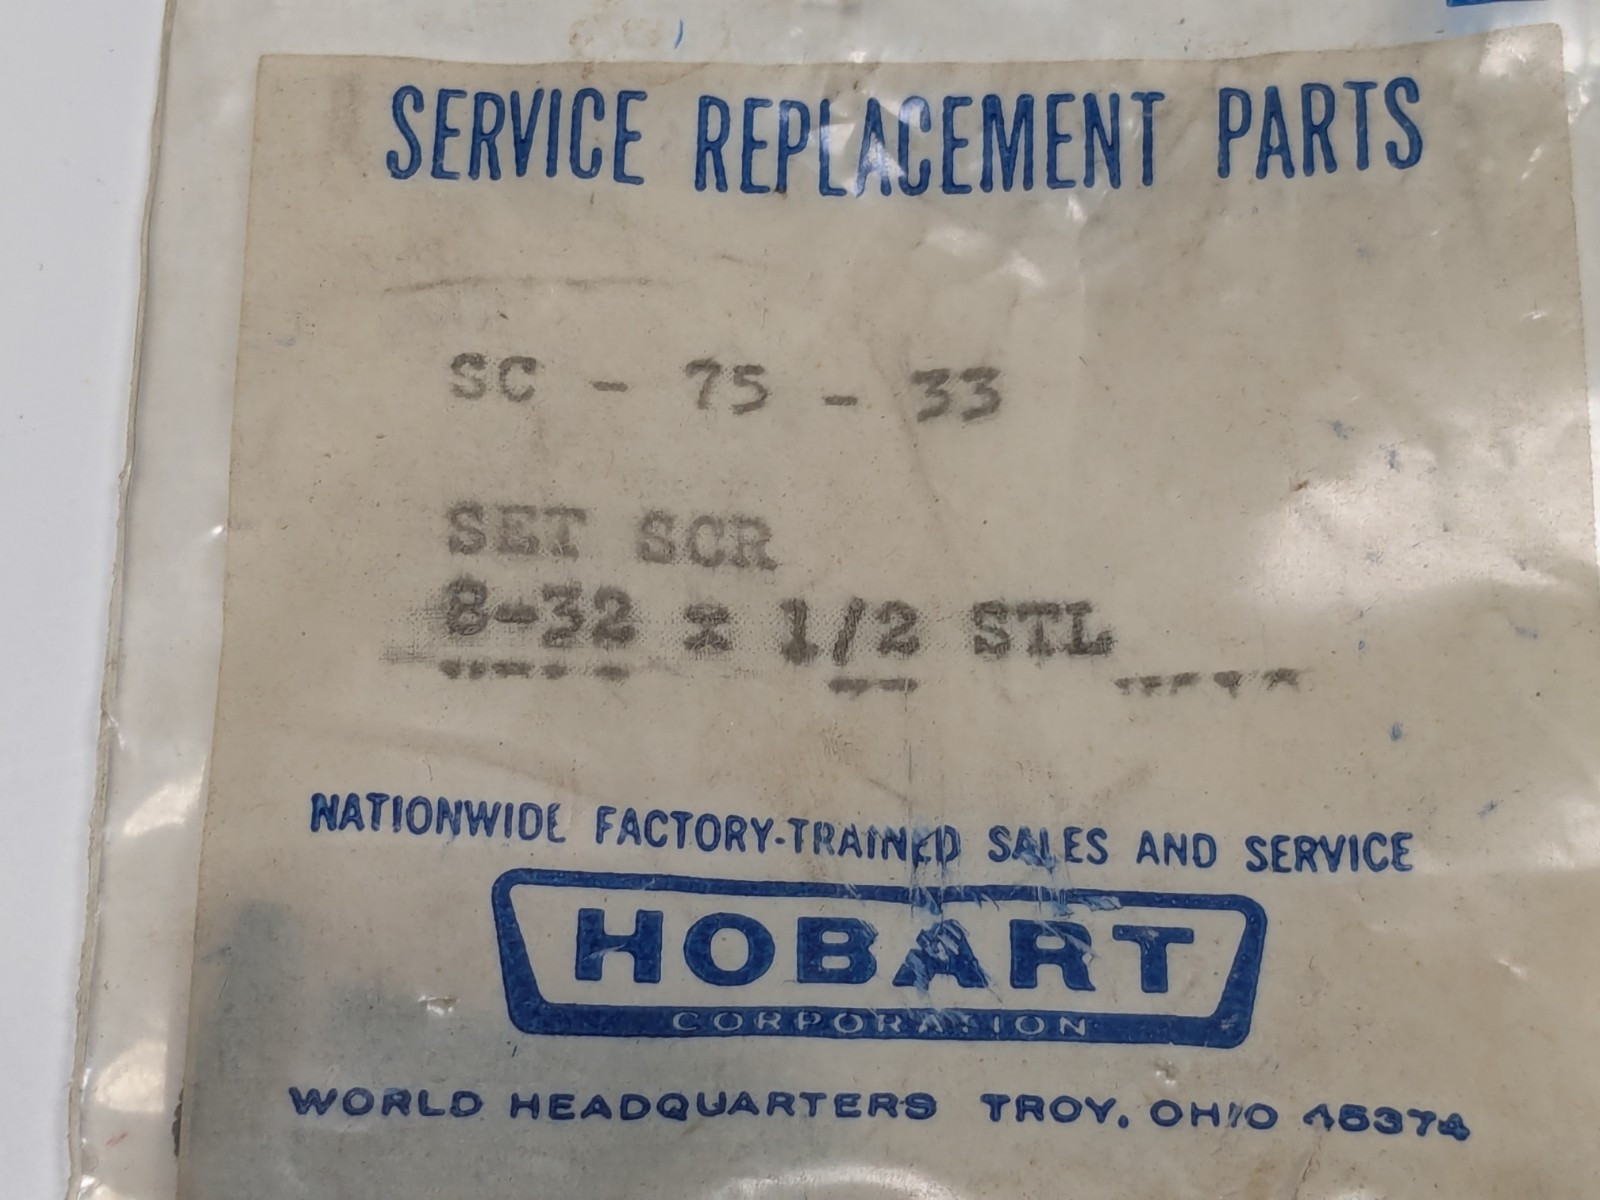 SERVICE REPLACEMENT PARTS
SC - 75 - 33
SET SCR
8-32 x 1/2 STL
NATIONWIDE FACTORY-TRAINED SALES AND SERVICE
HOBART
CORPORATION
WORLD HEADQUARTERS TROY, OHIO 45374